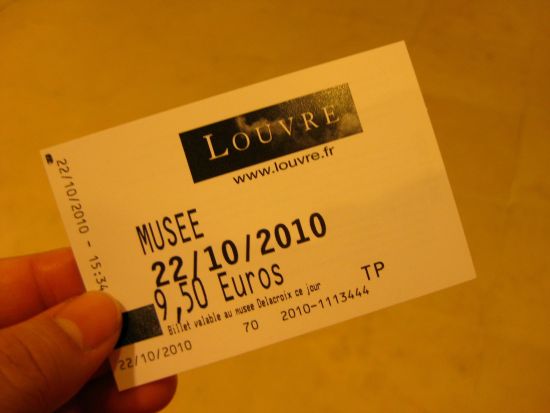 LOUVRE
www.louvre.fr
22/10/2010 - 15:34
MUSEE
22/10/2010
9,50 Euros
TP
Billet valable au musee Delacroix ce jour
22/10/2010 70 2010-1113444